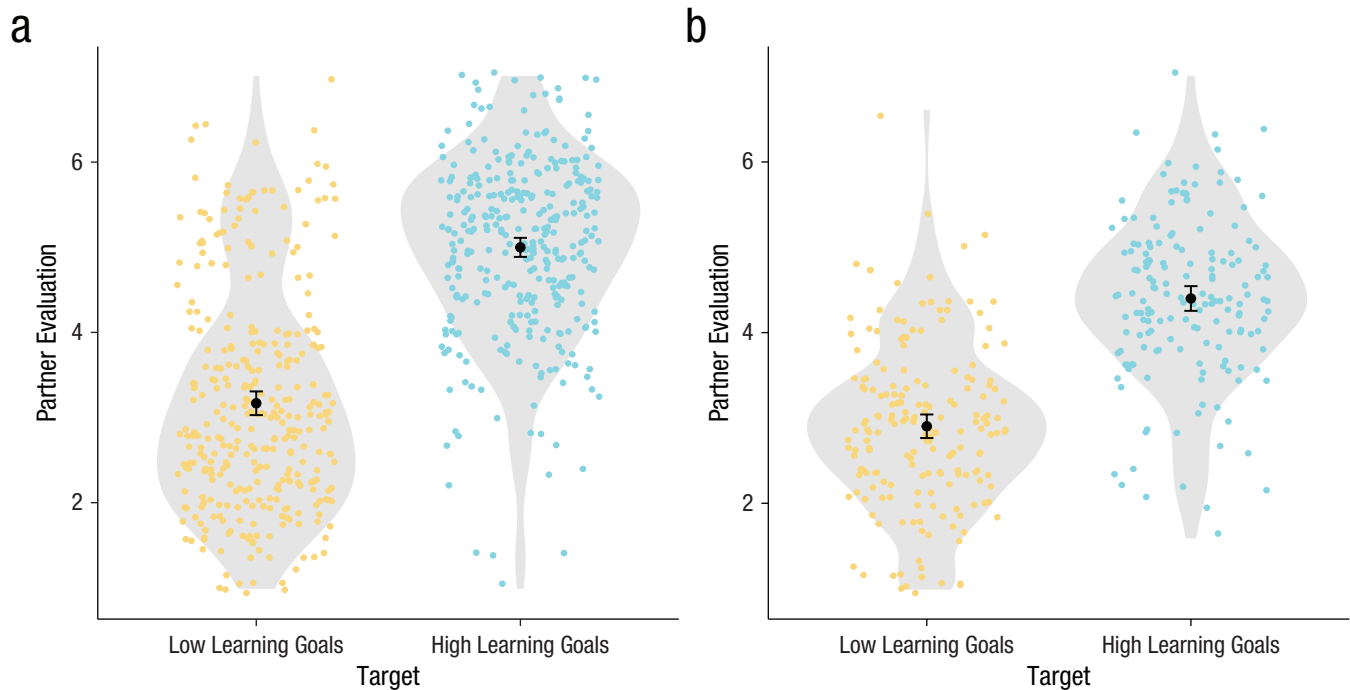 a
Partner Evaluation
6
4
2
Low Learning Goals
High Learning Goals
Target
b
Partner Evaluation
6
4
2
Low Learning Goals
High Learning Goals
Target